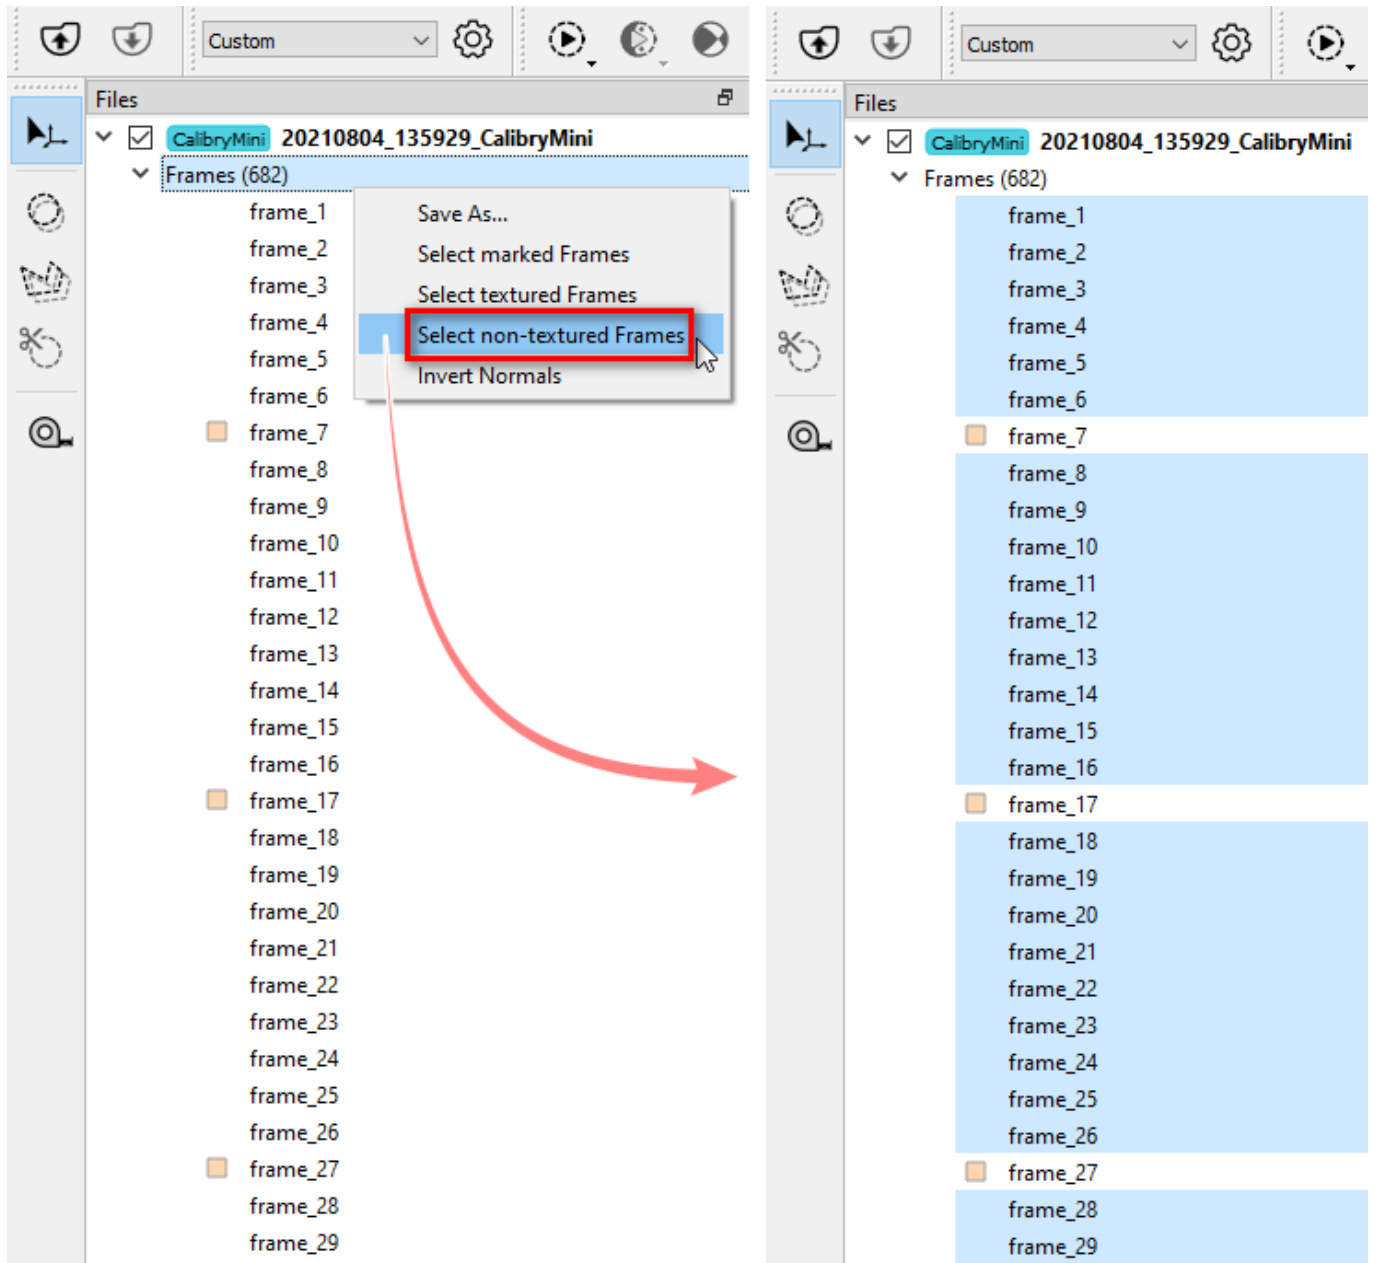 Custom
Files
CalibryMini 20210804_135929_CalibryMini
Frames (682)
frame_1
frame_2
frame_3
frame_4
frame_5
frame_6
frame_7
frame_8
frame_9
frame_10
frame_11
frame_12
frame_13
frame_14
frame_15
frame_16
frame_17
frame_18
frame_19
frame_20
frame_21
frame_22
frame_23
frame_24
frame_25
frame_26
frame_27
frame_28
frame_29
Save As...
Select marked Frames
Select textured Frames
Select non-textured Frames
Invert Normals
Custom
Files
CalibryMini 20210804_135929_CalibryMini
Frames (682)
frame_1
frame_2
frame_3
frame_4
frame_5
frame_6
frame_7
frame_8
frame_9
frame_10
frame_11
frame_12
frame_13
frame_14
frame_15
frame_16
frame_17
frame_18
frame_19
frame_20
frame_21
frame_22
frame_23
frame_24
frame_25
frame_26
frame_27
frame_28
frame_29